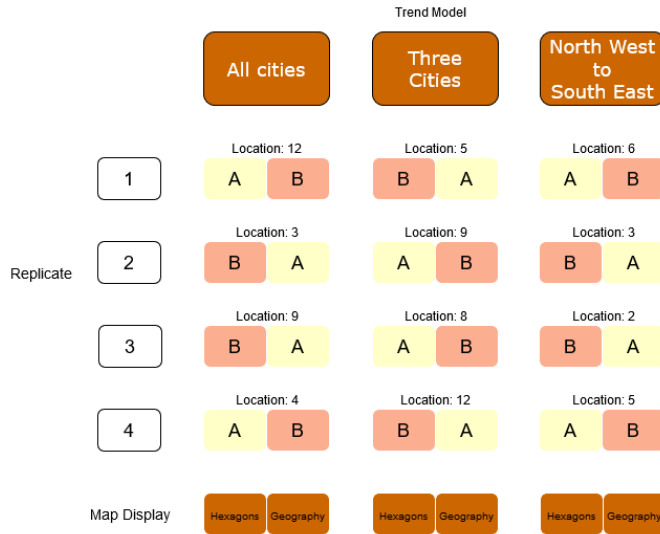 Trend Model
All cities
Three
Cities
North West
to
South East
Location: 12
Location: 5
Location: 6
1
A B
B A
A B
Location: 3
Location: 9
Location: 3
Replicate
2
B A
A B
B A
Location: 9
Location: 8
Location: 2
3
B A
A B
B A
Location: 4
Location: 12
Location: 5
4
A B
B A
A B
Map Display
Hexagons Geography
Hexagons Geography
Hexagons Geography